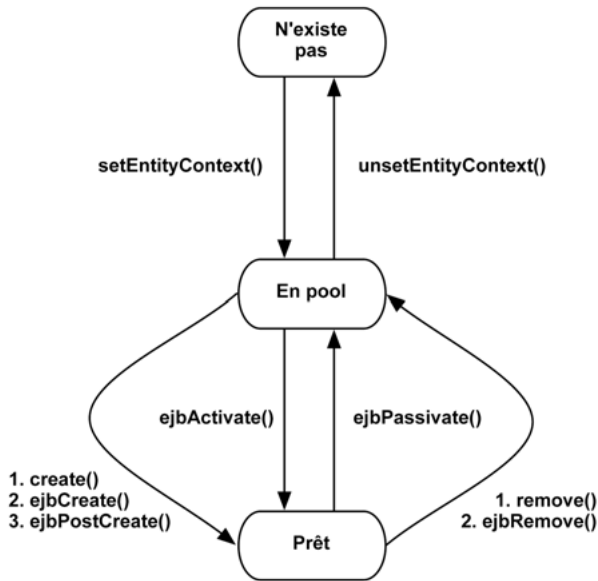 N'existe
pas
setEntityContext()
unsetEntityContext()
En pool
ejbActivate()
ejbPassivate()
1. create()
2. ejbCreate()
3. ejbPostCreate()
1. remove()
2. ejbRemove()
Prêt